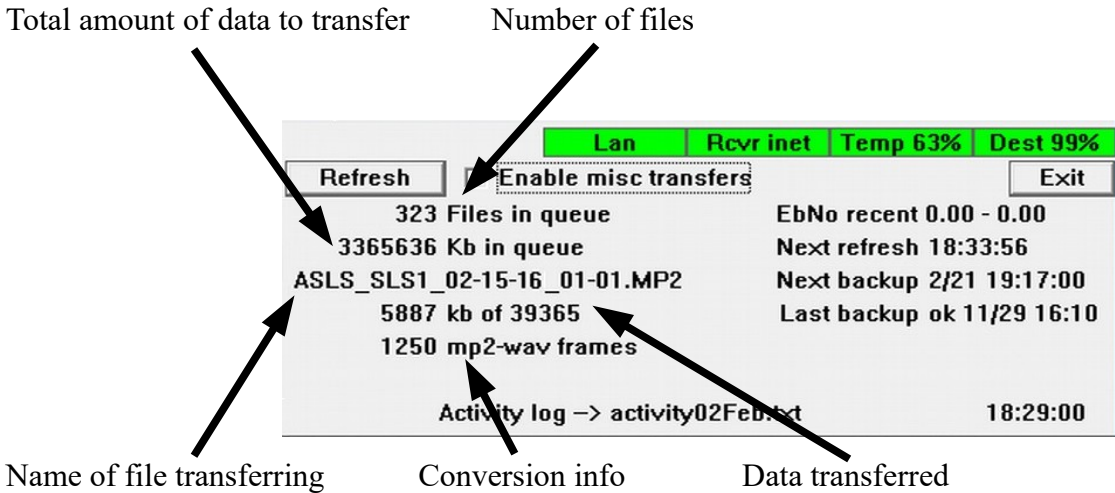 Total amount of data to transfer Number of files
Lan Rcvr inet Temp 63% Dest 99%
Refresh Enable misc transfers Exit
323 Files in queue EbNo recent 0.00 - 0.00
3365636 Kb in queue Next refresh 18:33:56
ASLS_SLS1_02-15-16_01-01.MP2 Next backup 2/21 19:17:00
5887 kb of 39365 Last backup ok 11/29 16:10
1250 mp2-wav frames
Activity log --> activity02Feb.txt 18:29:00
Name of file transferring Conversion info Data transferred